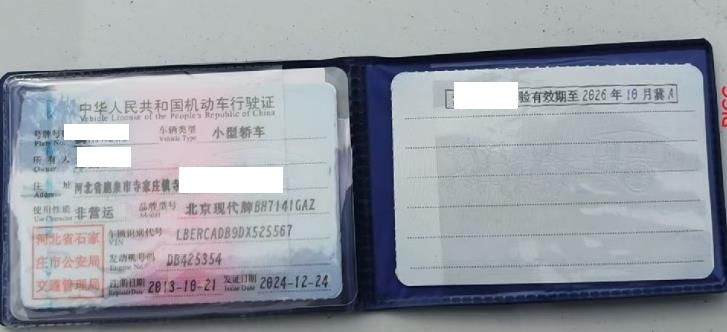 中华人民共和国机动车行驶证
Vehicle License of the People's Republic of China
号牌号 车辆类型 小型轿车
Plate No. Vehicle Type
所有人
Owner
住址 河北省鹿泉市寺家庄镇寺
Address
使用性质 非营运 品牌型号 北京现代牌BH7141GAZ
Use Character Model
河北省石家
庄市公安局
交通管理局
车辆识别代号 LBERCADB9DX525567
VIN
发动机号码 DB425354
Engine No.
注册日期 2013-10-21 发证日期 2024-12-24
Register Date Issue Date
验有效期至2026年10月冀A
PICC